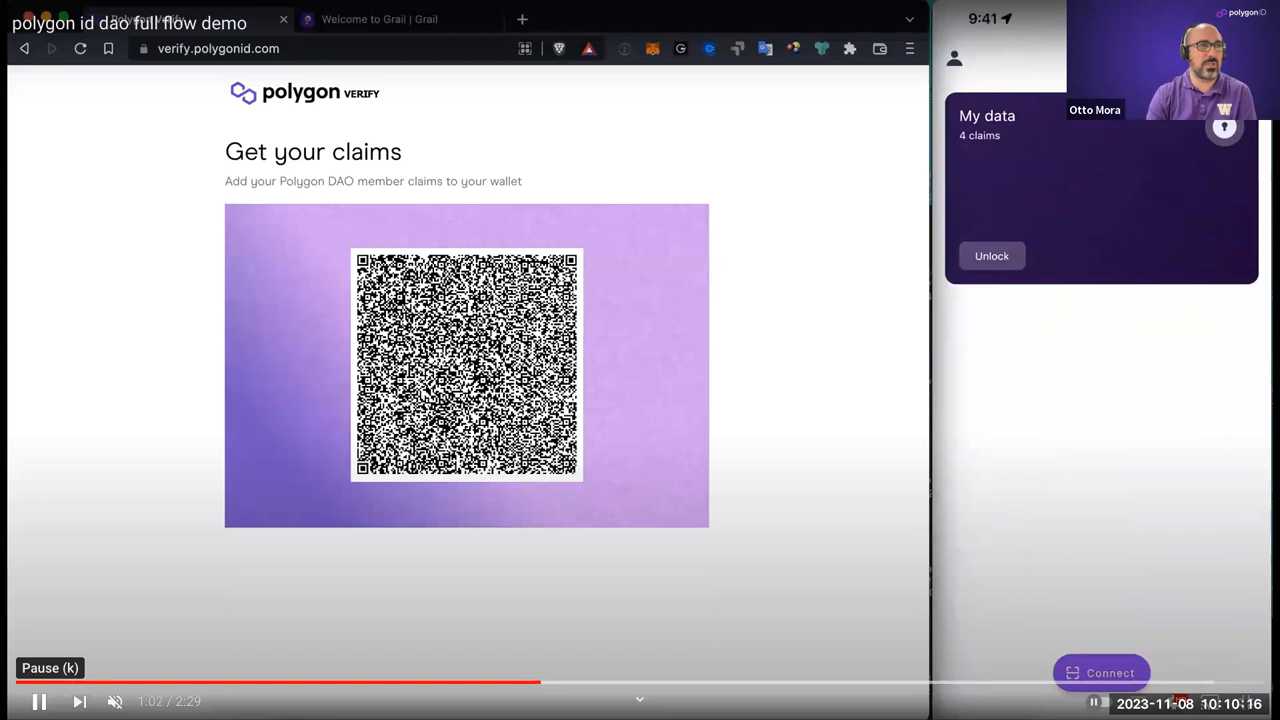 polygon id dao full flow demo
Welcome to Grail | Grail
verify.polygonid.com
polygon VERIFY
Get your claims
Add your Polygon DAO member claims to your wallet
9:41
polygonID
W
Otto Mora
My data
4 claims
Unlock
Connect
Pause (k)
1:02 / 2:29
2023-11-08 10:10:16